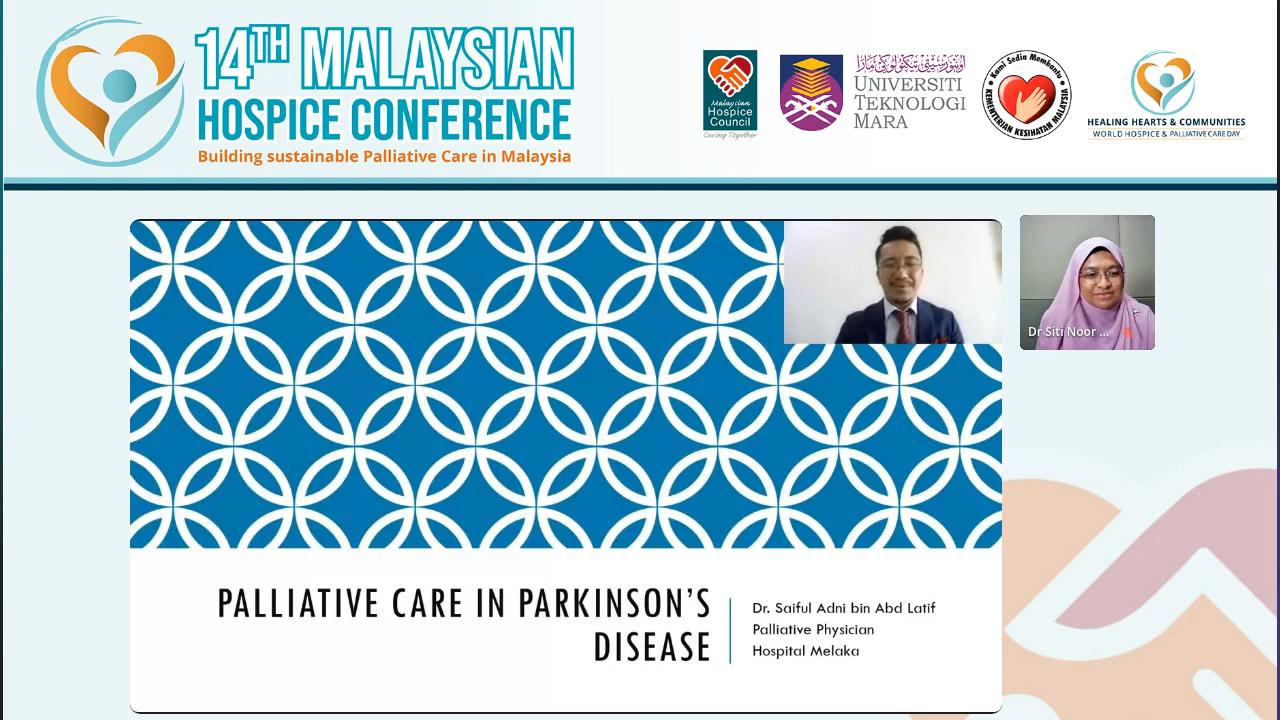 14TH MALAYSIAN
HOSPICE CONFERENCE
Building sustainable Palliative Care in Malaysia
Malaysian
Hospice
Council
Caring Together
UNIVERSITI
TEKNOLOGI
MARA
Kami Sedia Membantu
KEMENTERIAN KESIHATAN MALAYSIA
HEALING HEARTS & COMMUNITIES
WORLD HOSPICE & PALLIATIVE CARE DAY
Dr Siti Noor ...
PALLIATIVE CARE IN PARKINSON'S
DISEASE
Dr. Saiful Adni bin Abd Latif
Palliative Physician
Hospital Melaka